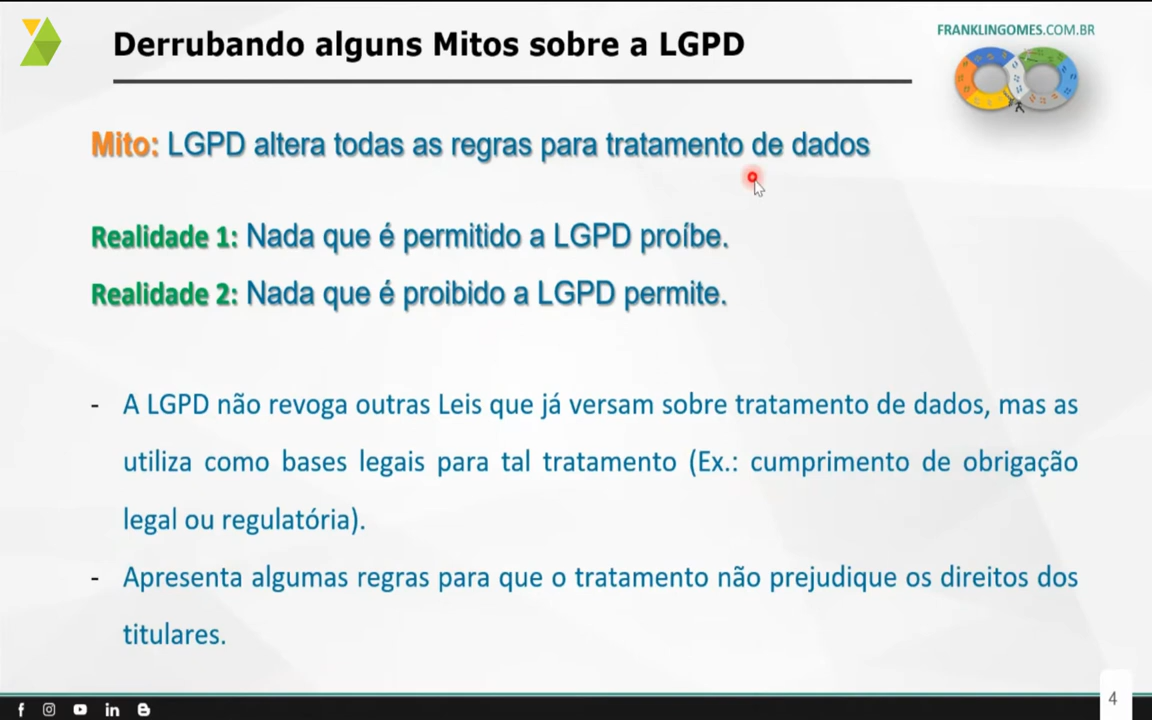 Derrubando alguns Mitos sobre a LGPD
FRANKLINGOMES.COM.BR
Mito: LGPD altera todas as regras para tratamento de dados
Realidade 1: Nada que é permitido a LGPD proíbe.
Realidade 2: Nada que é proibido a LGPD permite.
- A LGPD não revoga outras Leis que já versam sobre tratamento de dados, mas as
utiliza como bases legais para tal tratamento (Ex.: cumprimento de obrigação
legal ou regulatória).
- Apresenta algumas regras para que o tratamento não prejudique os direitos dos
titulares.
4